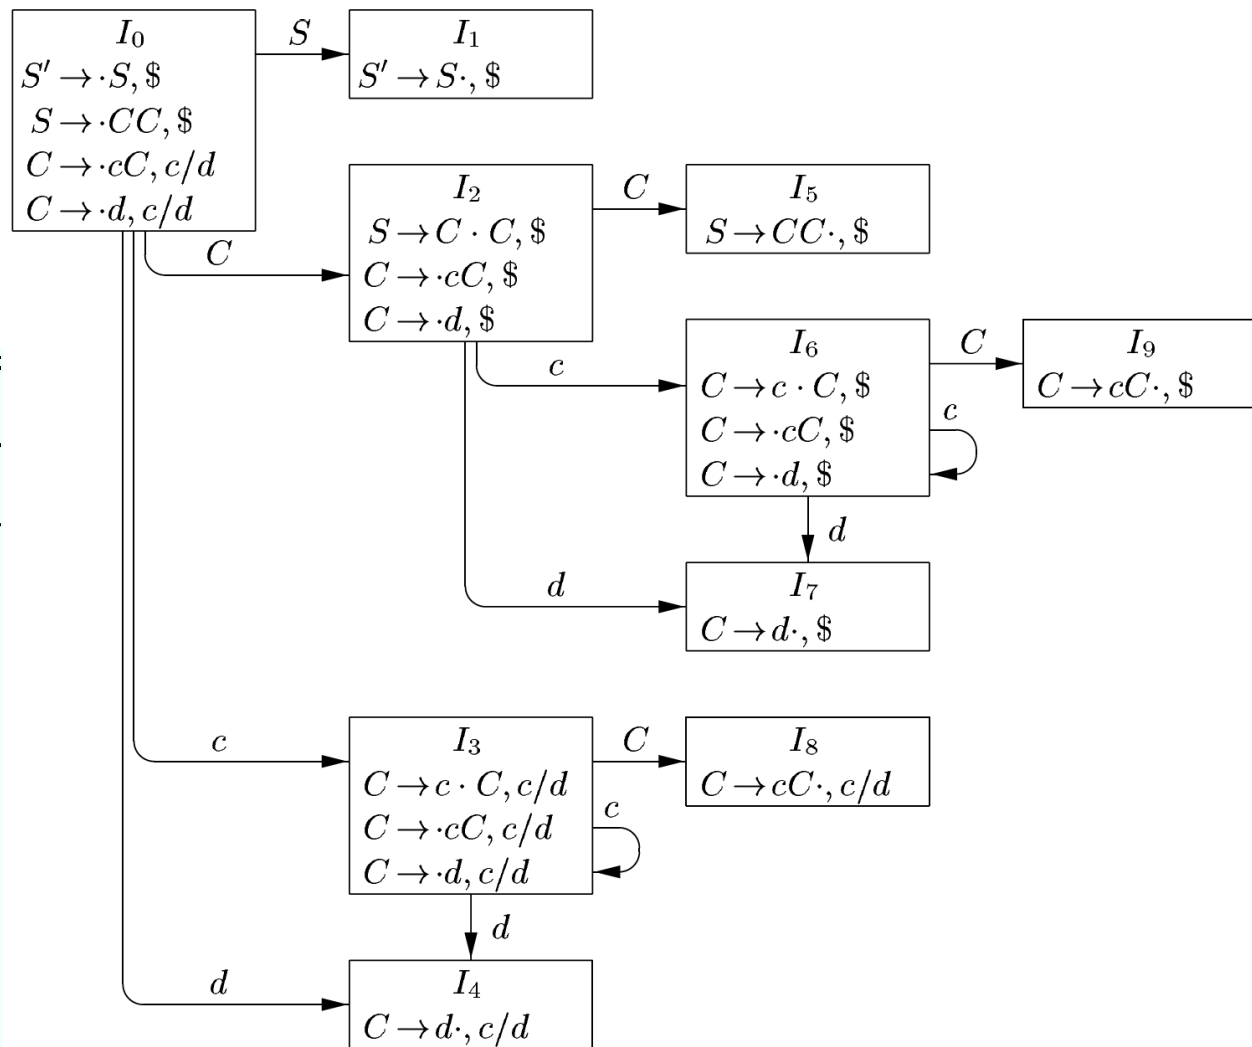 I₀
S′ → ·S, $
S → ·CC, $
C → ·cC, c/d
C → ·d, c/d
S
I₁
S′ → S·, $
C
I₂
S → C · C, $
C → ·cC, $
C → ·d, $
C
I₅
S → CC·, $
c
I₆
C → c · C, $
C → ·cC, $
C → ·d, $
C
I₉
C → cC·, $
c
d
d
I₇
C → d·, $
c
I₃
C → c · C, c/d
C → ·cC, c/d
C → ·d, c/d
C
I₈
C → cC·, c/d
c
d
d
I₄
C → d·, c/d